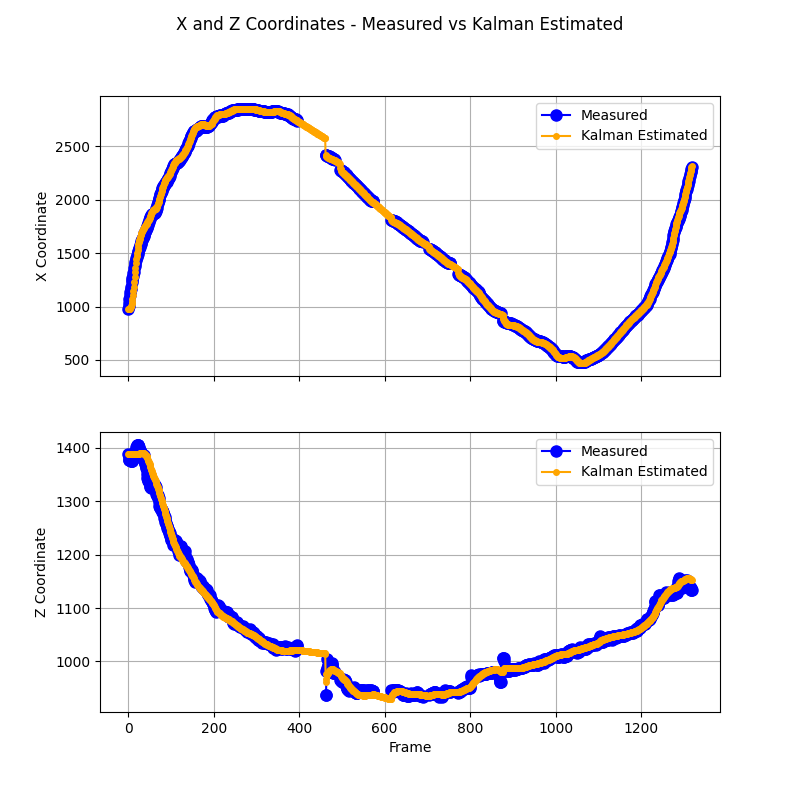 X and Z Coordinates - Measured vs Kalman Estimated
Measured
Kalman Estimated
X Coordinate
2500
2000
1500
1000
500
Measured
Kalman Estimated
Z Coordinate
1400
1300
1200
1100
1000
0 200 400 600 800 1000 1200
Frame